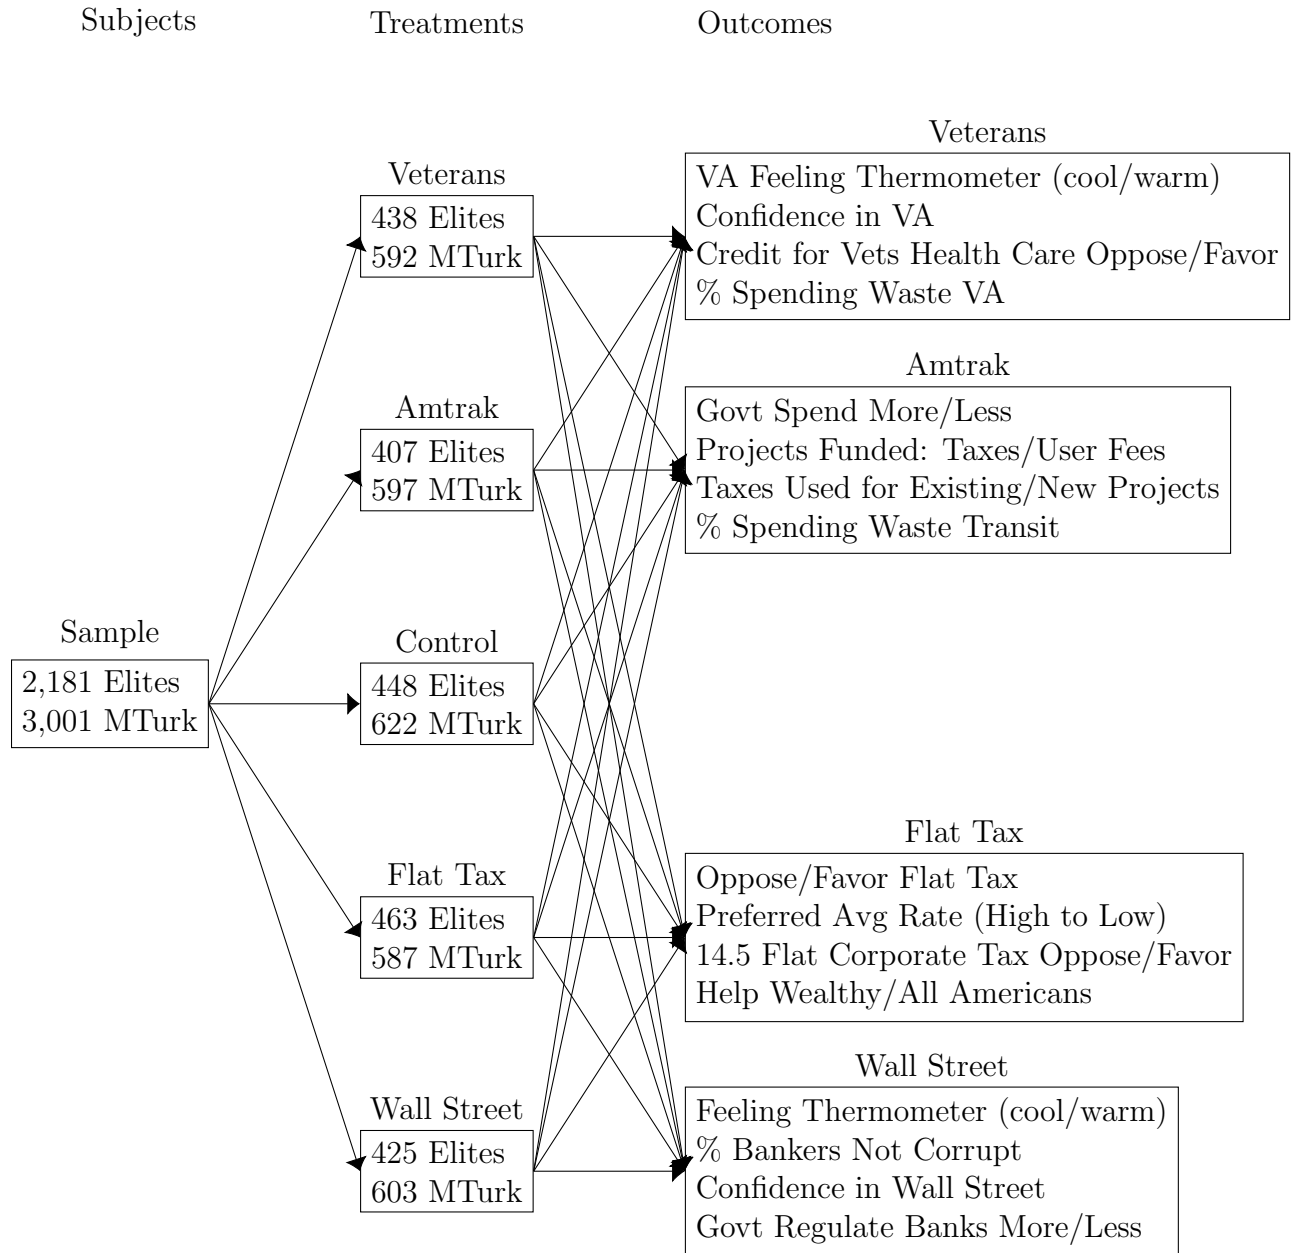 Subjects
Treatments
Outcomes
Sample
2,181 Elites
3,001 MTurk
Veterans
438 Elites
592 MTurk
Amtrak
407 Elites
597 MTurk
Control
448 Elites
622 MTurk
Flat Tax
463 Elites
587 MTurk
Wall Street
425 Elites
603 MTurk
Veterans
VA Feeling Thermometer (cool/warm)
Confidence in VA
Credit for Vets Health Care Oppose/Favor
% Spending Waste VA
Amtrak
Govt Spend More/Less
Projects Funded: Taxes/User Fees
Taxes Used for Existing/New Projects
% Spending Waste Transit
Flat Tax
Oppose/Favor Flat Tax
Preferred Avg Rate (High to Low)
14.5 Flat Corporate Tax Oppose/Favor
Help Wealthy/All Americans
Wall Street
Feeling Thermometer (cool/warm)
% Bankers Not Corrupt
Confidence in Wall Street
Govt Regulate Banks More/Less